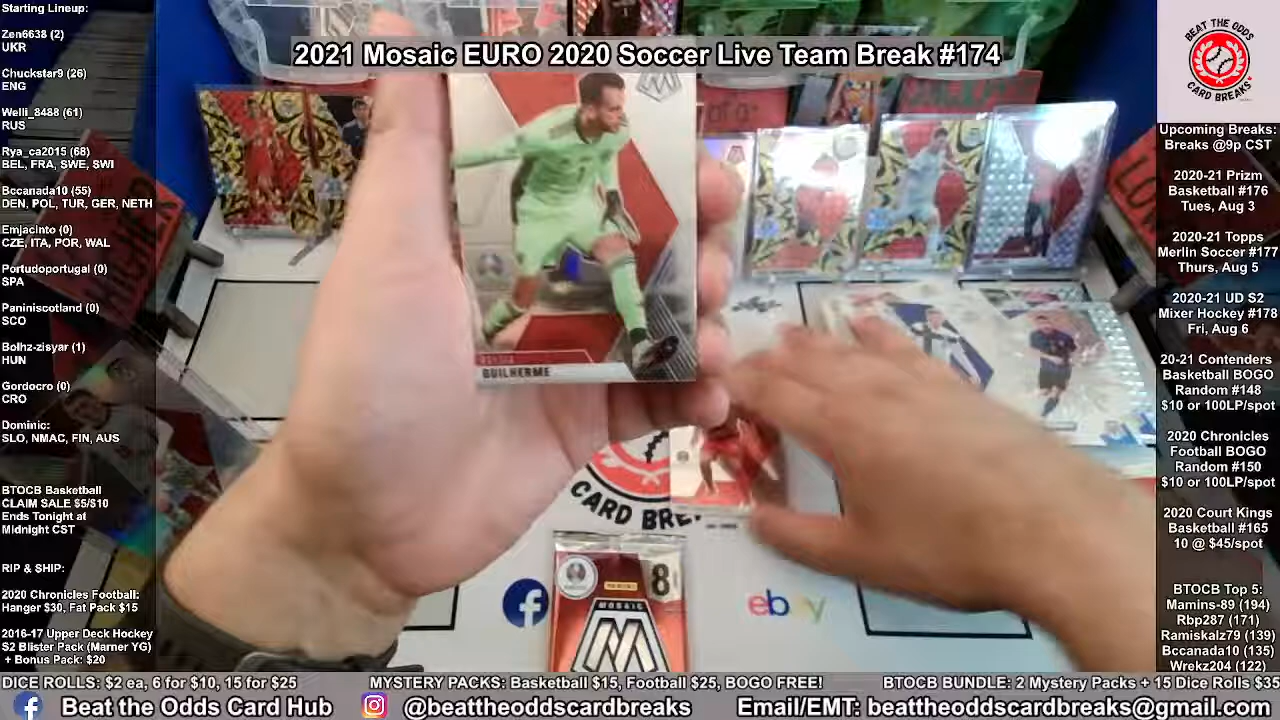 2021 Mosaic EURO 2020 Soccer Live Team Break #174
Starting Lineup:
Zen6638 (2)
UKR
Chuckster9 (26)
ENG
Welli_8488 (61)
RUS
Rya_ca2015 (68)
BEL, FRA, SWE, SWI
Bccanada10 (55)
DEN, POL, TUR, GER, NETH
Emjacinto (0)
CZE, ITA, POR, WAL
Portudoportugal (0)
SPA
Paniniscotland (0)
SCO
Bolhz-zisyar (1)
HUN
Gordocro (0)
CRO
Dominic:
SLO, NMAC, FIN, AUS
BTOCB Basketball
CLAIM SALE $5/$10
Ends Tonight at
Midnight CST
RIP & $HIP:
2020 Chronicles Football:
Hanger $30, Fat Pack $15
2016-17 Upper Deck Hockey
S2 Blister Pack (Marner YG)
+ Bonus Pack: $20
GUILHERME
CARD BRE
8
MOSAIC
ebay
BEAT THE ODDS
CARD BREAKS
Upcoming Breaks:
Breaks @9p CST
2020-21 Prizm
Basketball #176
Tues, Aug 3
2020-21 Topps
Merlin Soccer #177
Thurs, Aug 5
2020-21 UD S2
Mixer Hockey #178
Fri, Aug 6
20-21 Contenders
Basketball BOGO
Random #148
$10 or 100LP/spot
2020 Chronicles
Football BOGO
Random #150
$10 or 100LP/spot
2020 Court Kings
Basketball #165
10 @ $45/spot
BTOCB Top 5:
Mamins-89 (194)
Rbp287 (171)
Ramiskalz79 (139)
Bccanada10 (135)
Wrekz204 (122)
DICE ROLLS: $2 ea, 6 for $10, 15 for $25
MYSTERY PACKS: Basketball $15, Football $25, BOGO FREE!
BTOCB BUNDLE: 2 Mystery Packs + 15 Dice Rolls $35
Beat the Odds Card Hub
@beattheoddscardbreaks
Email/EMT: beattheoddscardbreaks@gmail.com